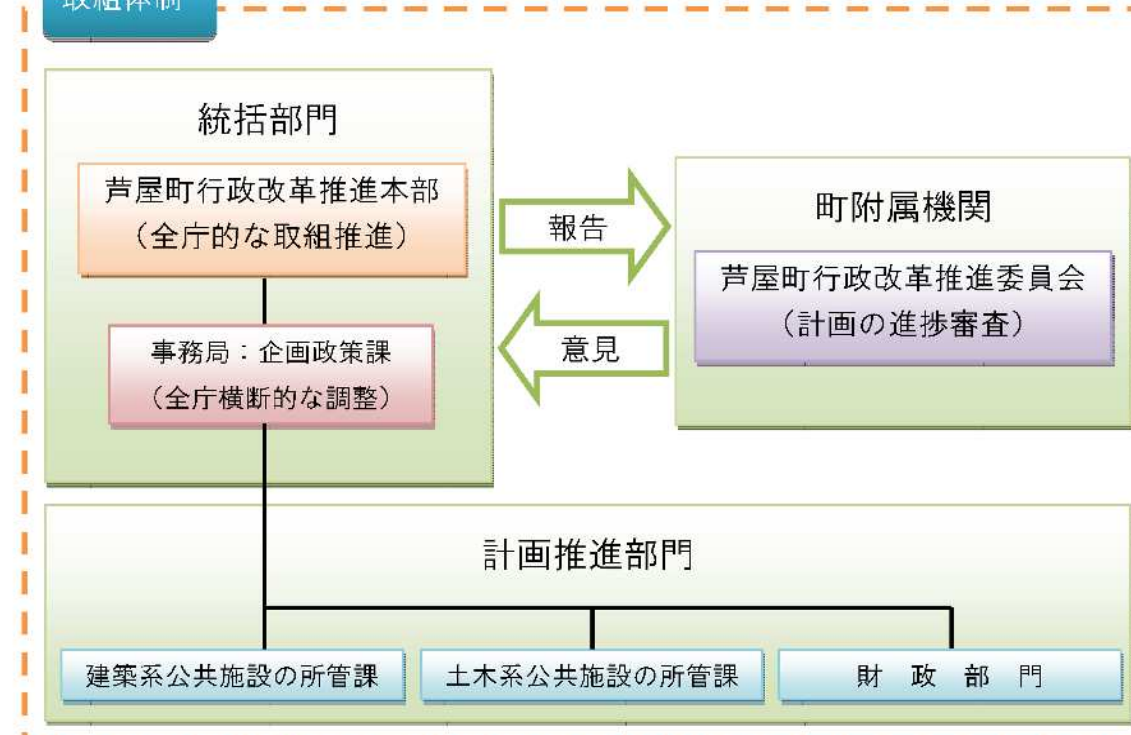 取組体制
統括部門
芦屋町行政改革推進本部
（全庁的な取組推進）
事務局：企画政策課
（全庁横断的な調整）
報告
意見
町附属機関
芦屋町行政改革推進委員会
（計画の進捗審査）
計画推進部門
建築系公共施設の所管課
土木系公共施設の所管課
財　政　部　門